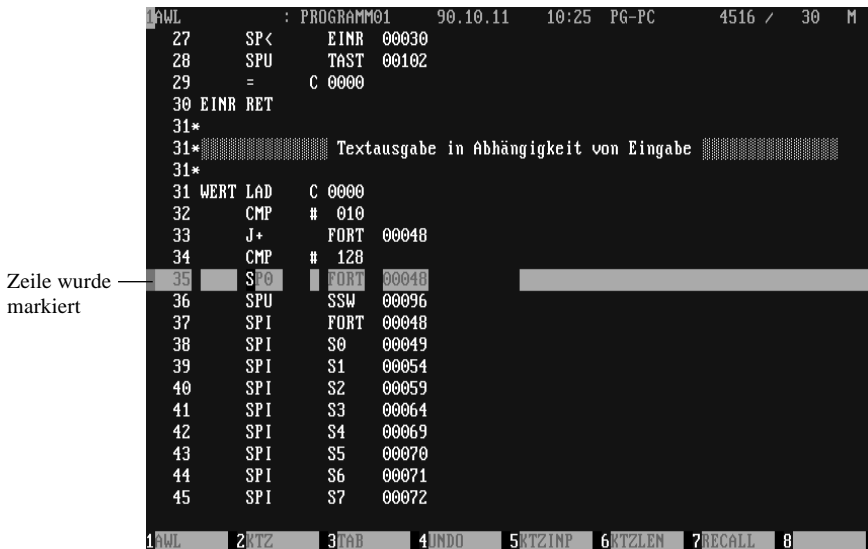 1AWL : PROGRAMM01 90.10.11 10:25 PG-PC 4516 / 30 M
27 SP< EINR 00030
28 SPU TAST 00102
29 = C 0000
30 EINR RET
31*
31* Textausgabe in Abhängigkeit von Eingabe
31*
31 WERT LAD C 0000
32 CMP # 010
33 J+ FORT 00048
34 CMP # 128
35 SP0 FORT 00048
36 SPU SSW 00096
37 SPI FORT 00048
38 SPI S0 00049
39 SPI S1 00054
40 SPI S2 00059
41 SPI S3 00064
42 SPI S4 00069
43 SPI S5 00070
44 SPI S6 00071
45 SPI S7 00072
1AWL 2KTZ 3TAB 4UNDO 5KTZINP 6KTZLEN 7RECALL 8
Zeile wurde
markiert